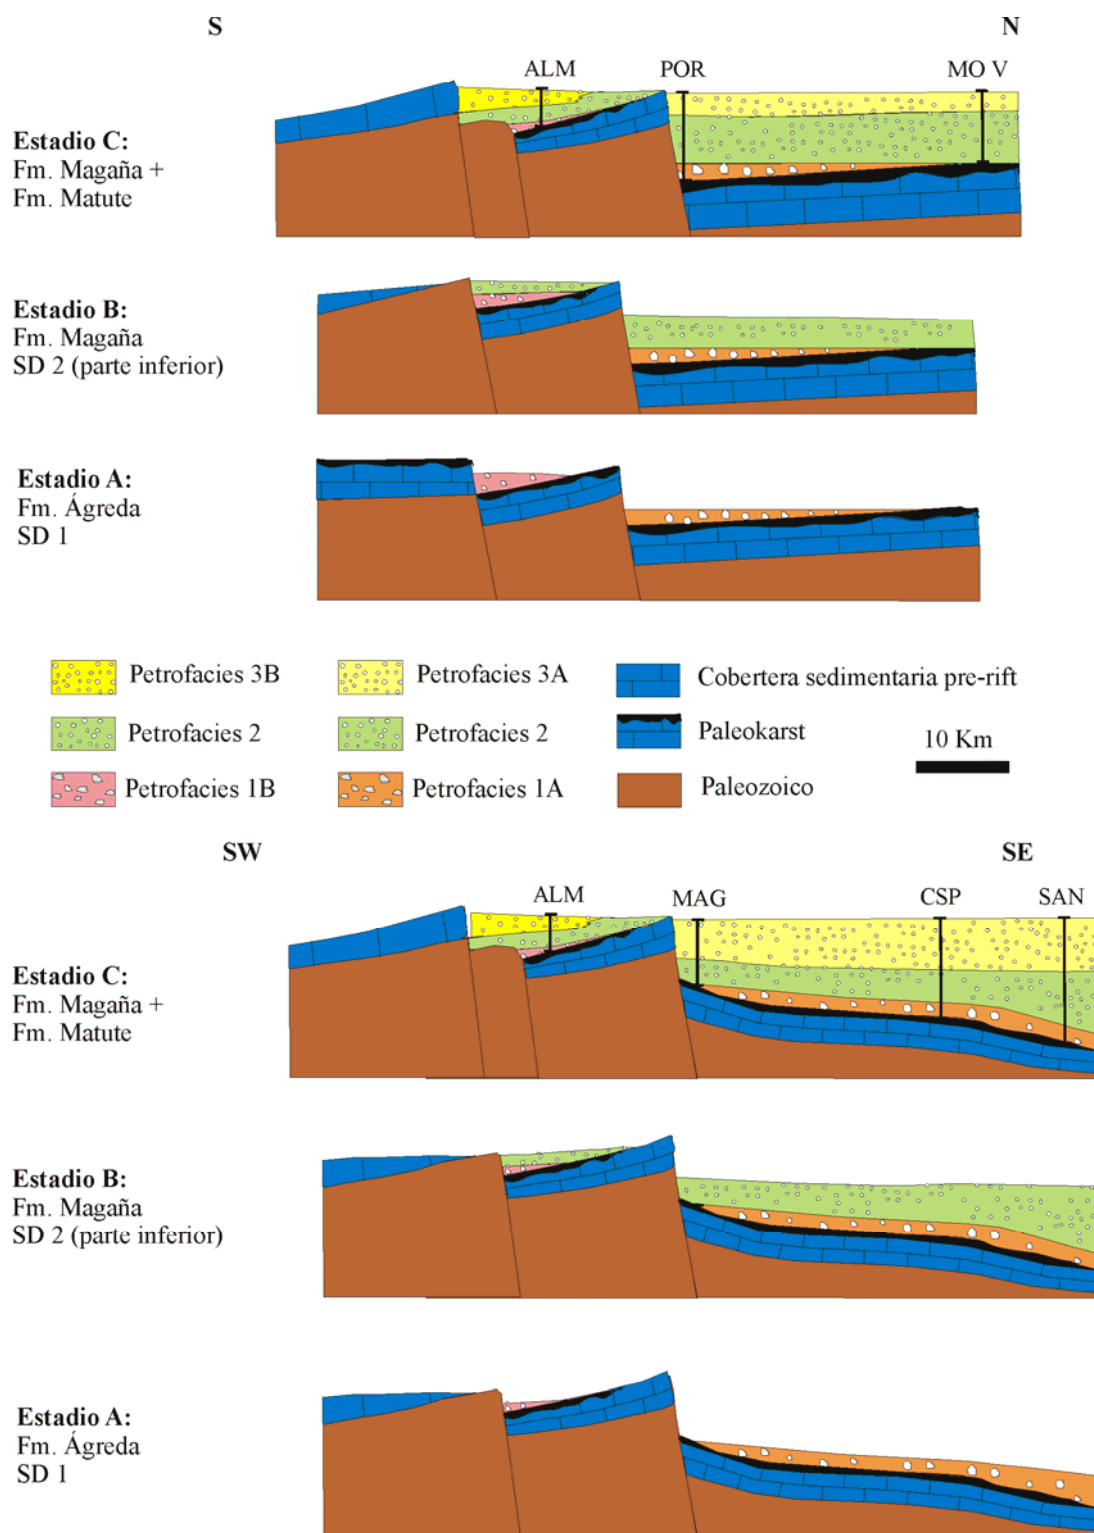 S N
ALM POR MO V
Estadio C:
Fm. Magaña +
Fm. Matute
Estadio B:
Fm. Magaña
SD 2 (parte inferior)
Estadio A:
Fm. Ágreda
SD 1
Petrofacies 3B Petrofacies 3A Cobertera sedimentaria pre-rift
Petrofacies 2 Petrofacies 2 Paleokarst
10 Km
Petrofacies 1B Petrofacies 1A Paleozoico
SW SE
ALM MAG CSP SAN
Estadio C:
Fm. Magaña +
Fm. Matute
Estadio B:
Fm. Magaña
SD 2 (parte inferior)
Estadio A:
Fm. Ágreda
SD 1